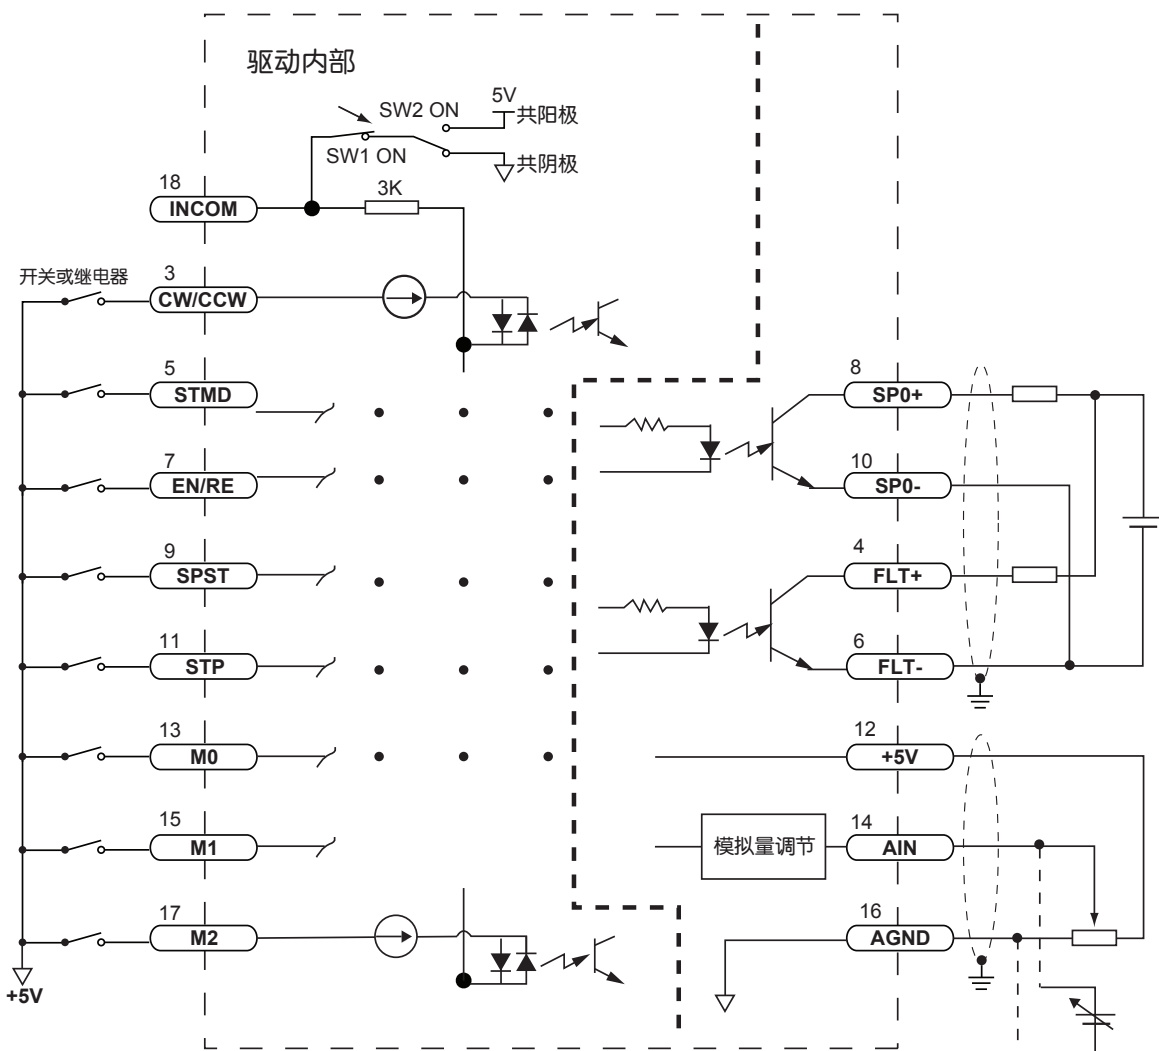 驱动内部
5V
SW2 ON
共阳极
SW1 ON
共阴极
18
3K
INCOM
开关或继电器
3
CW/CCW
5
STMD
8
SP0+
7
EN/RE
10
SP0-
9
SPST
4
FLT+
11
STP
6
FLT-
13
M0
12
+5V
15
M1
模拟量调节
14
AIN
17
M2
16
AGND
+5V